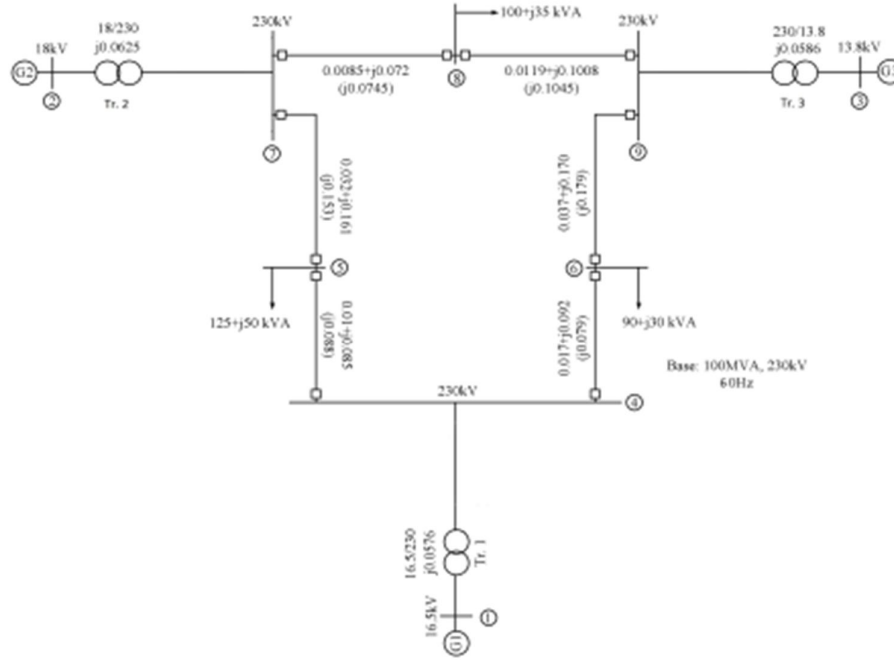 100+j35 kVA
18/230
j0.0625
230kV
230kV
230/13.8
j0.0586
18kV
13.8kV
G2
0.0085+j0.072
(j0.0745)
8
0.0119+j0.1008
(j0.1045)
2
Tr. 2
Tr. 3
3
7
9
0.032+j0.161
(j0.153)
0.037+j0.170
(j0.179)
5
6
125+j50 kVA
90+j30 kVA
0.01+j0.085
(j0.088)
0.017+j0.092
(j0.079)
Base: 100MVA, 230kV
60Hz
230kV
4
16.5/230
j0.0576
Tr. 1
16.5kV
1
G1